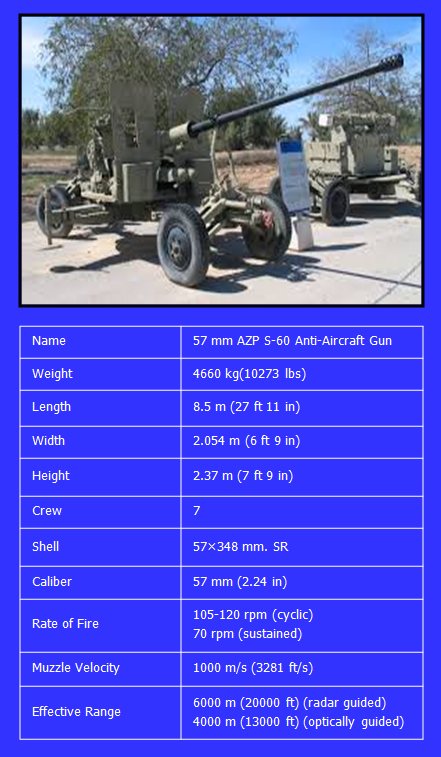 Name 57 mm AZP S-60 Anti-Aircraft Gun
Weight 4660 kg(10273 lbs)
Length 8.5 m (27 ft 11 in)
Width 2.054 m (6 ft 9 in)
Height 2.37 m (7 ft 9 in)
Crew 7
Shell 57×348 mm. SR
Caliber 57 mm (2.24 in)
Rate of Fire 105-120 rpm (cyclic)
70 rpm (sustained)
Muzzle Velocity 1000 m/s (3281 ft/s)
Effective Range 6000 m (20000 ft) (radar guided)
4000 m (13000 ft) (optically guided)